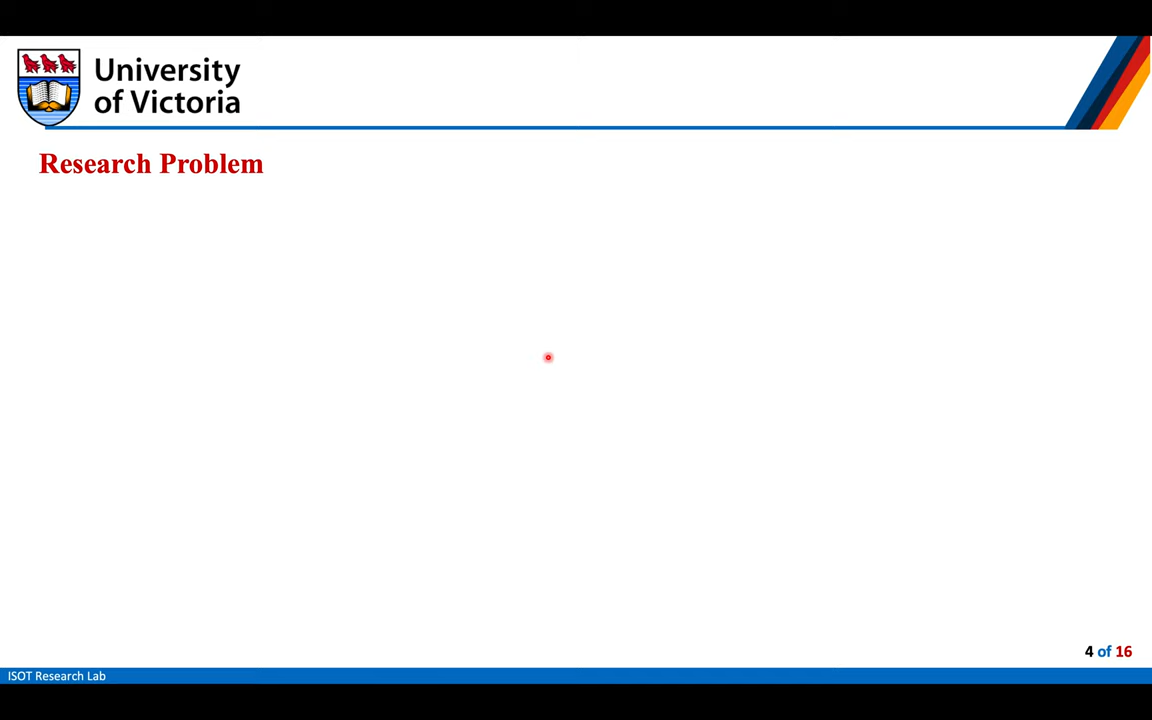 University
of Victoria
Research Problem
4 of 16
ISOT Research Lab